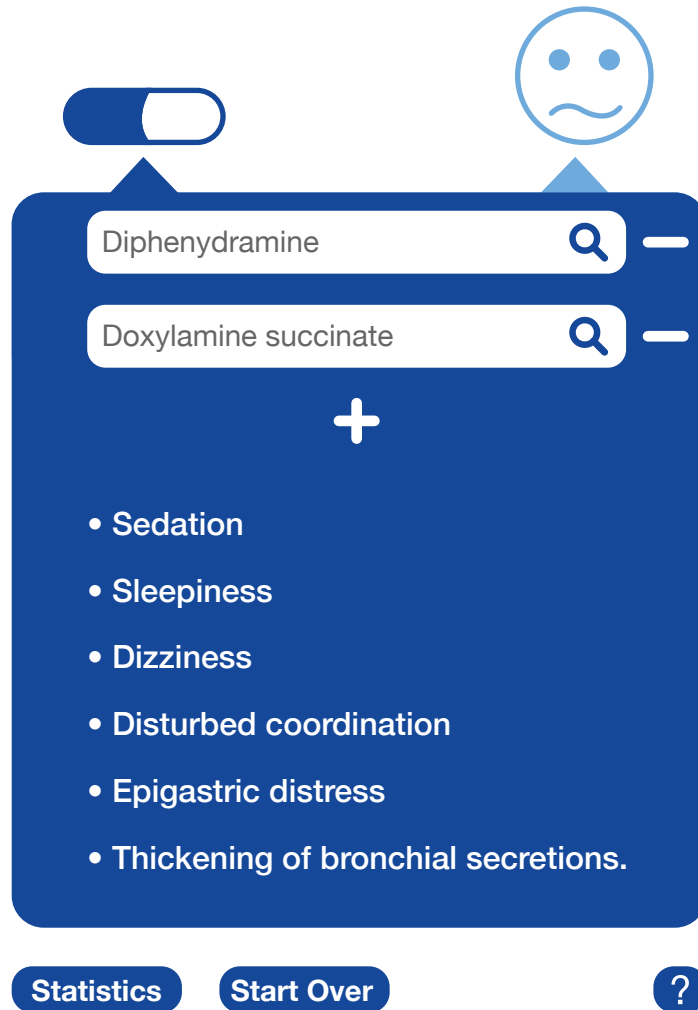 Diphenydramine
Doxylamine succinate
• Sedation
• Sleepiness
• Dizziness
• Disturbed coordination
• Epigastric distress
• Thickening of bronchial secretions.
Statistics Start Over ?